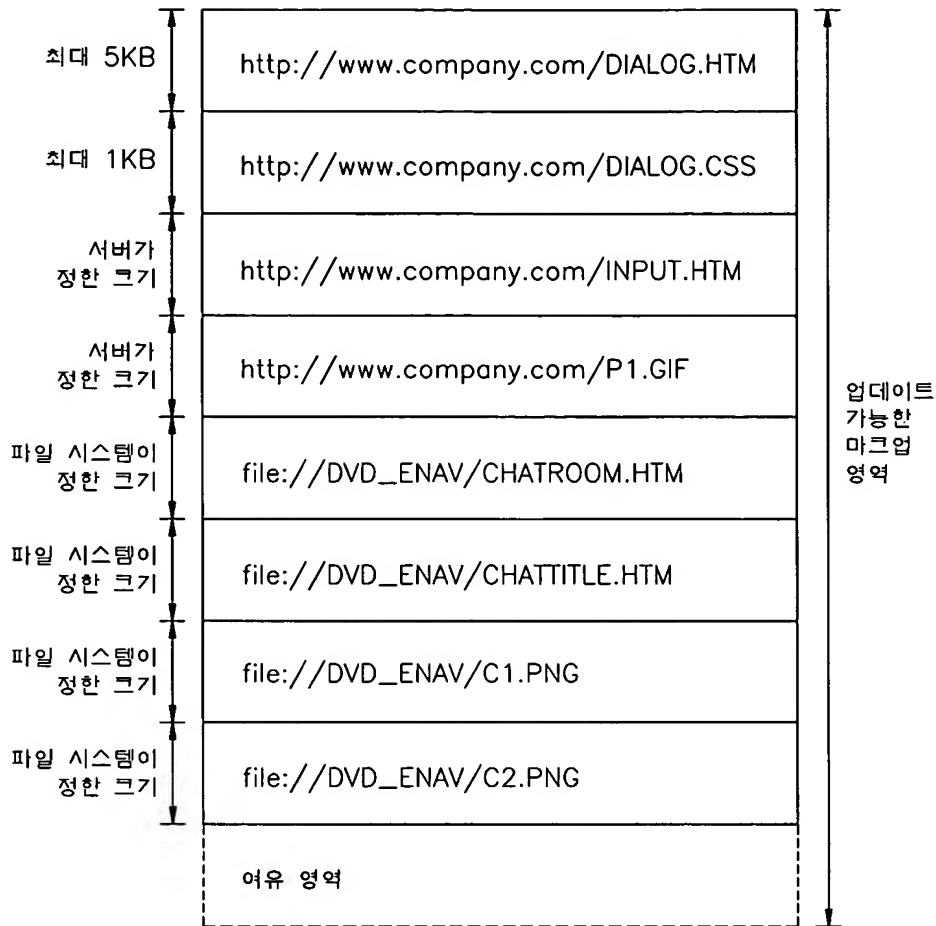 최대 5KB
http://www.company.com/DIALOG.HTM
최대 1KB
http://www.company.com/DIALOG.CSS
서버가
정한 크기
http://www.company.com/INPUT.HTM
서버가
정한 크기
http://www.company.com/P1.GIF
파일 시스템이
정한 크기
file://DVD_ENAV/CHATROOM.HTM
파일 시스템이
정한 크기
file://DVD_ENAV/CHATTITLE.HTM
파일 시스템이
정한 크기
file://DVD_ENAV/C1.PNG
파일 시스템이
정한 크기
file://DVD_ENAV/C2.PNG
여유 영역
업데이트
가능한
마크업
영역